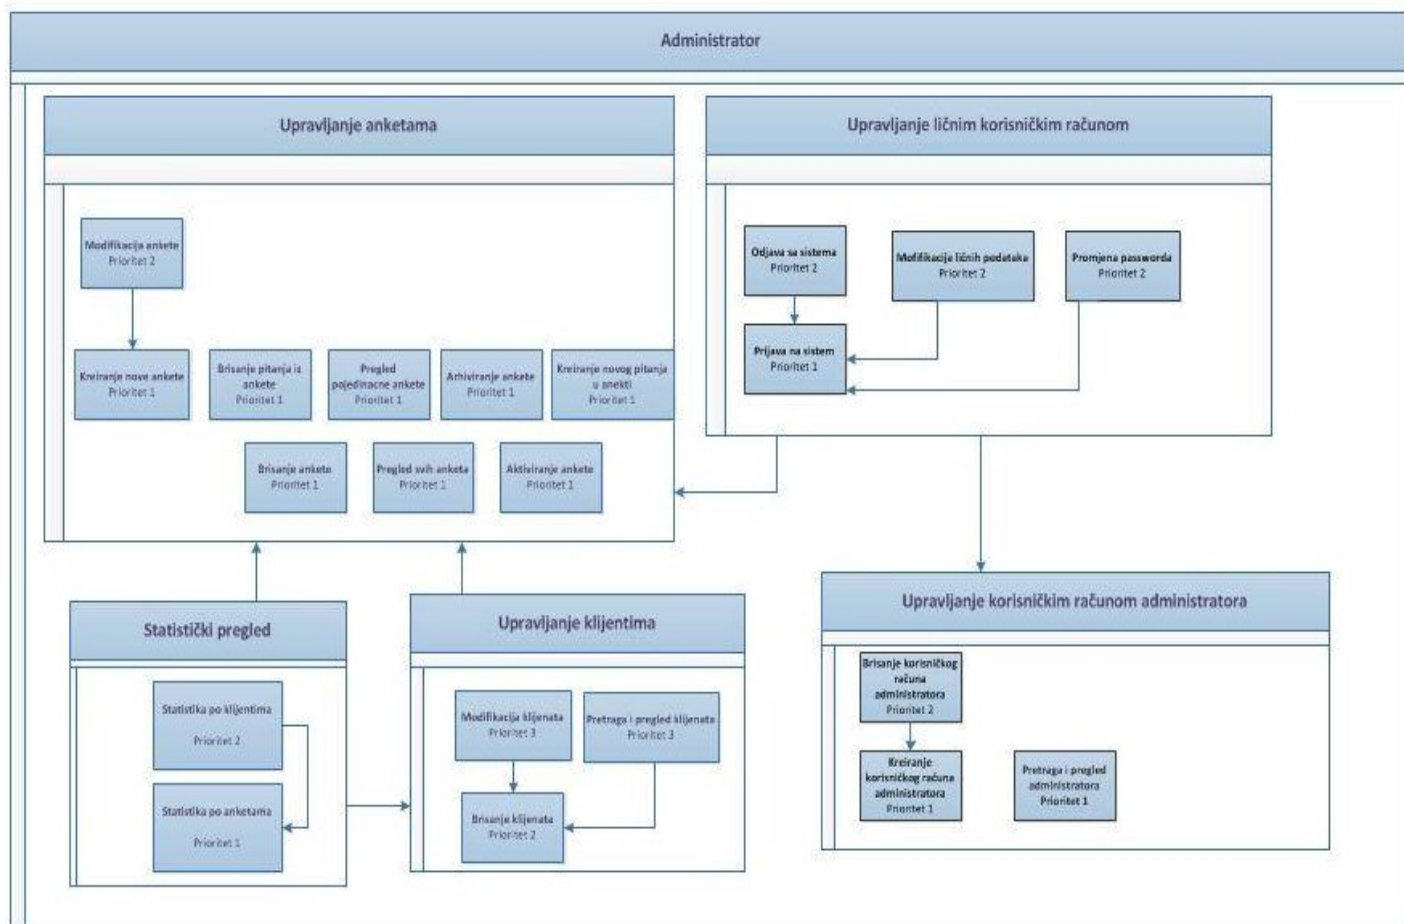 Administrator
Upravljanje anketama
Modifikacija ankete
Prioritet 2
Kreiranje nove ankete
Prioritet 1
Brisanje pitanja iz
ankete
Prioritet 1
Pregled
pojedinacne ankete
Prioritet 1
Arhiviranje ankete
Prioritet 1
Kreiranje novog pitanja
u anekti
Prioritet 1
Brisanje ankete
Prioritet 1
Pregled svih anketa
Prioritet 1
Aktiviranje ankete
Prioritet 1
Upravljanje ličnim korisničkim računom
Odjava sa sistema
Prioritet 2
Mofifikacija ličnih podataka
Prioritet 2
Promjena passworda
Prioritet 2
Prijava na sistem
Prioritet 1
Statistički pregled
Statistika po klijentima
Prioritet 2
Statistika po anketama
Prioritet 1
Upravljanje klijentima
Modifikacija klijenata
Prioritet 3
Pretraga i pregled klijenata
Prioritet 3
Brisanje klijenata
Prioritet 2
Upravljanje korisničkim računom administratora
Brisanje korisničkog
računa
administratora
Prioritet 2
Kreiranje
korisničkog računa
administratora
Prioritet 1
Pretraga i pregled
administratora
Prioritet 1